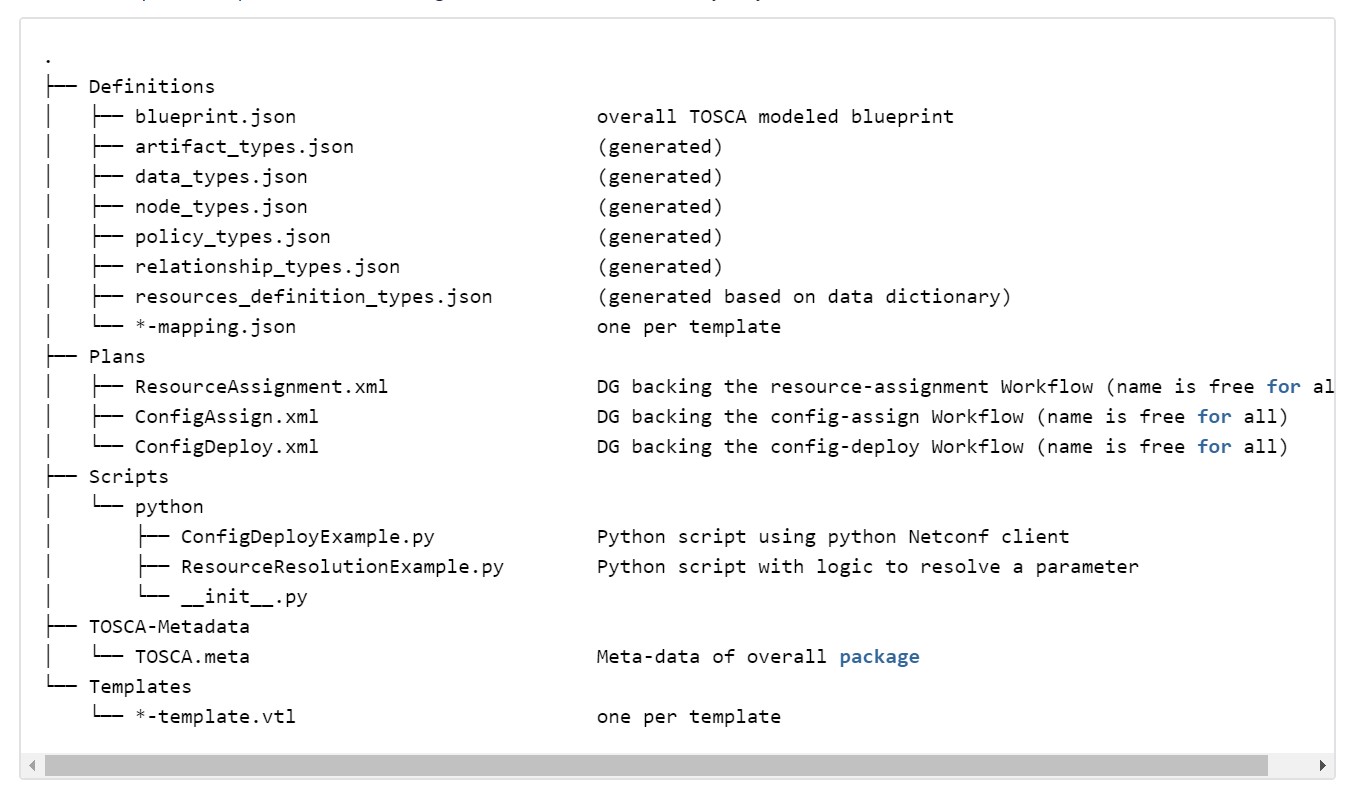 .
├── Definitions
│   ├── blueprint.json                          overall TOSCA modeled blueprint
│   ├── artifact_types.json                     (generated)
│   ├── data_types.json                         (generated)
│   ├── node_types.json                         (generated)
│   ├── policy_types.json                       (generated)
│   ├── relationship_types.json                 (generated)
│   ├── resources_definition_types.json         (generated based on data dictionary)
│   └── *-mapping.json                          one per template
├── Plans
│   ├── ResourceAssignment.xml                  DG backing the resource-assignment Workflow (name is free for al
│   ├── ConfigAssign.xml                        DG backing the config-assign Workflow (name is free for all)
│   └── ConfigDeploy.xml                        DG backing the config-deploy Workflow (name is free for all)
├── Scripts
│   └── python
│       ├── ConfigDeployExample.py              Python script using python Netconf client
│       ├── ResourceResolutionExample.py        Python script with logic to resolve a parameter
│       └── __init__.py
├── TOSCA-Metadata
│   └── TOSCA.meta                              Meta-data of overall package
└── Templates
    └── *-template.vtl                          one per template